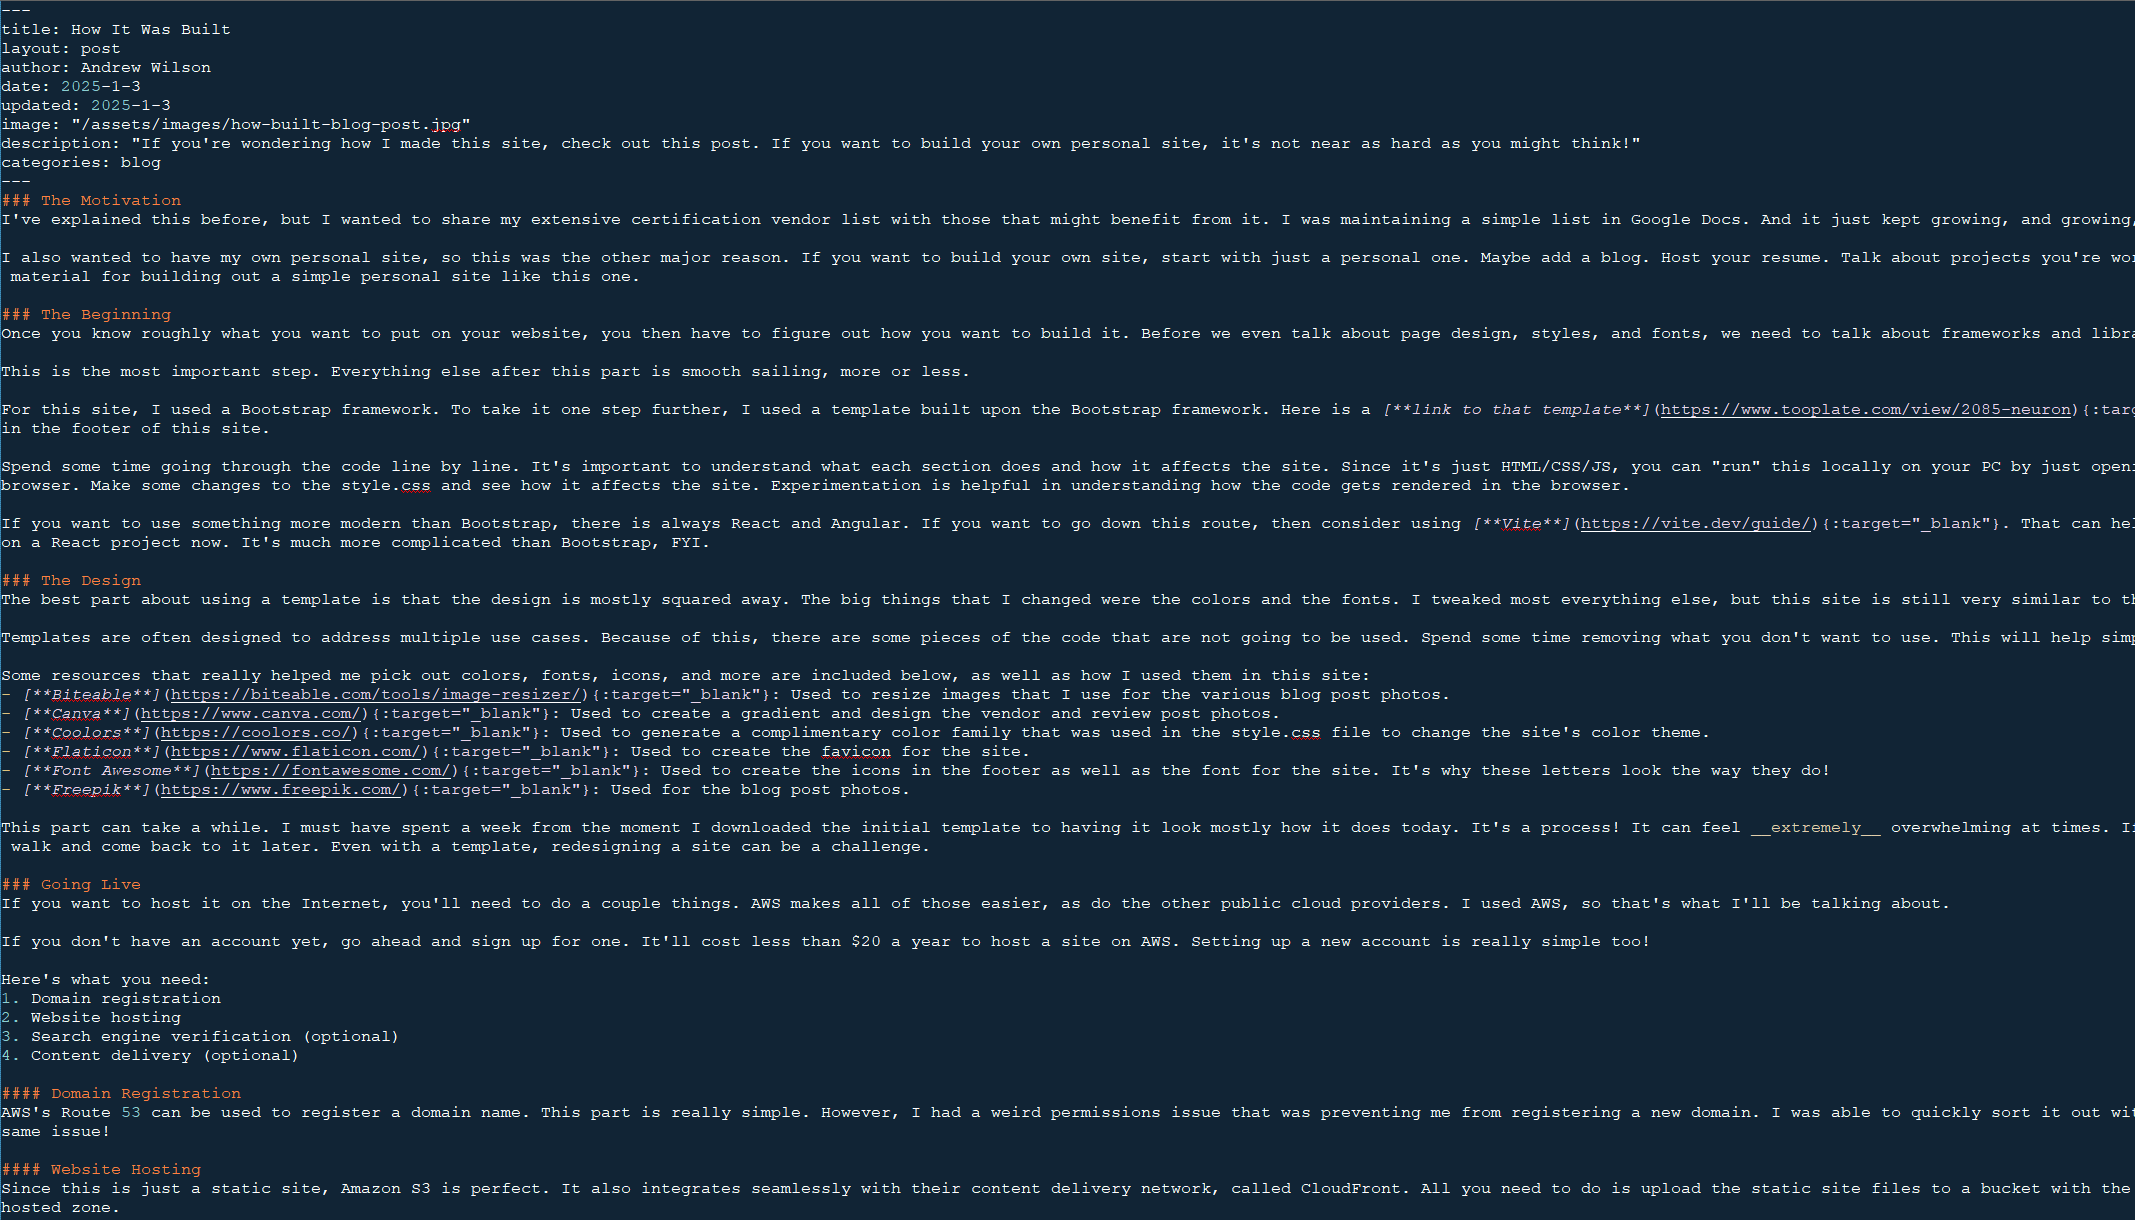 ---
title: How It Was Built
layout: post
author: Andrew Wilson
date: 2025-1-3
updated: 2025-1-3
image: "/assets/images/how-built-blog-post.jpg"
description: "If you're wondering how I made this site, check out this post. If you want to build your own personal site, it's not near as hard as you might think!"
categories: blog
---
### The Motivation
I've explained this before, but I wanted to share my extensive certification vendor list with those that might benefit from it. I was maintaining a simple list in Google Docs. And it just kept growing, and growing,
I also wanted to have my own personal site, so this was the other major reason. If you want to build your own site, start with just a personal one. Maybe add a blog. Host your resume. Talk about projects you're
material for building out a simple personal site like this one.
### The Beginning
Once you know roughly what you want to put on your website, you then have to figure out how you want to build it. Before we even talk about page design, styles, and fonts, we need to talk about frameworks and
This is the most important step. Everything else after this part is smooth sailing, more or less.
For this site, I used a Bootstrap framework. To take it one step further, I used a template built upon the Bootstrap framework. Here is a [**link to that template**](https://www.tooplate.com/view/2085-neuron){:targ
in the footer of this site.
Spend some time going through the code line by line. It's important to understand what each section does and how it affects the site. Since it's just HTML/CSS/JS, you can "run" this locally on your PC by just
browser. Make some changes to the style.css and see how it affects the site. Experimentation is helpful in understanding how the code gets rendered in the browser.
If you want to use something more modern than Bootstrap, there is always React and Angular. If you want to go down this route, then consider using [**Vite**](https://vite.dev/guide/){:target="_blank"}. That can
on a React project now. It's much more complicated than Bootstrap, FYI.
### The Design
The best part about using a template is that the design is mostly squared away. The big things that I changed were the colors and the fonts. I tweaked most everything else, but this site is still very similar to
Templates are often designed to address multiple use cases. Because of this, there are some pieces of the code that are not going to be used. Spend some time removing what you don't want to use. This will help
Some resources that really helped me pick out colors, fonts, icons, and more are included below, as well as how I used them in this site:
- [**Biteable**](https://biteable.com/tools/image-resizer/){:target="_blank"}: Used to resize images that I use for the various blog post photos.
- [**Canva**](https://www.canva.com/){:target="_blank"}: Used to create a gradient and design the vendor and review post photos.
- [**Coolors**](https://coolors.co/){:target="_blank"}: Used to generate a complimentary color family that was used in the style.css file to change the site's color theme.
- [**Flaticon**](https://www.flaticon.com/){:target="_blank"}: Used to create the favicon for the site.
- [**Font Awesome**](https://fontawesome.com/){:target="_blank"}: Used to create the icons in the footer as well as the font for the site. It's why these letters look the way they do!
- [**Freepik**](https://www.freepik.com/){:target="_blank"}: Used for the blog post photos.
This part can take a while. I must have spent a week from the moment I downloaded the initial template to having it look mostly how it does today. It's a process! It can feel __extremely__ overwhelming at times.
walk and come back to it later. Even with a template, redesigning a site can be a challenge.
### Going Live
If you want to host it on the Internet, you'll need to do a couple things. AWS makes all of those easier, as do the other public cloud providers. I used AWS, so that's what I'll be talking about.
If you don't have an account yet, go ahead and sign up for one. It'll cost less than $20 a year to host a site on AWS. Setting up a new account is really simple too!
Here's what you need:
1. Domain registration
2. Website hosting
3. Search engine verification (optional)
4. Content delivery (optional)
#### Domain Registration
AWS's Route 53 can be used to register a domain name. This part is really simple. However, I had a weird permissions issue that was preventing me from registering a new domain. I was able to quickly sort it out
same issue!
#### Website Hosting
Since this is just a static site, Amazon S3 is perfect. It also integrates seamlessly with their content delivery network, called CloudFront. All you need to do is upload the static site files to a bucket with the
hosted zone.